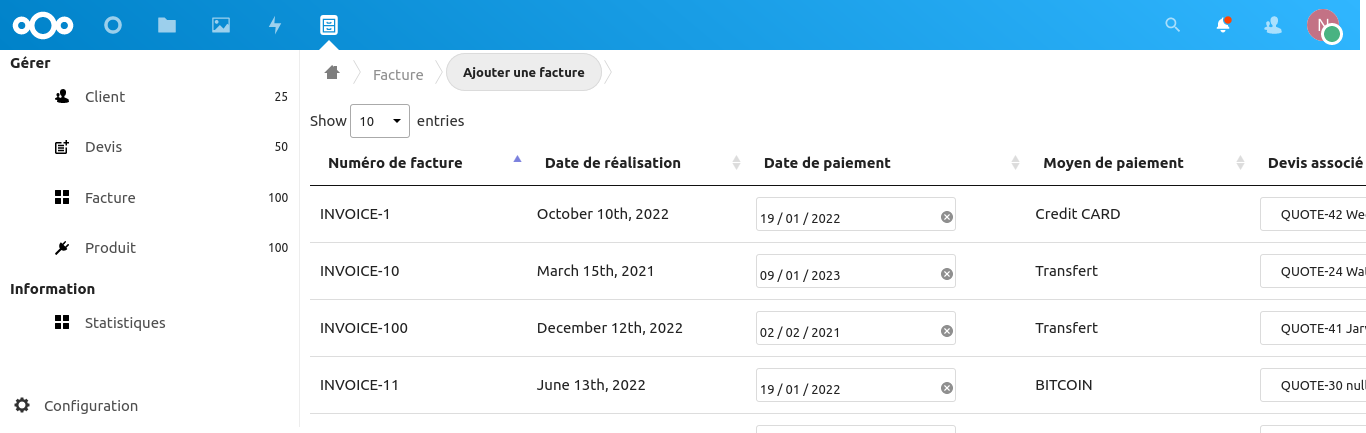 N
Gérer
Client 25
Devis 50
Facture 100
Produit 100
Information
Statistiques
Configuration
Facture Ajouter une facture
Show 10 entries
Numéro de facture Date de réalisation Date de paiement Moyen de paiement Devis associé
INVOICE-1 October 10th, 2022 19 / 01 / 2022 Credit CARD QUOTE-42
INVOICE-10 March 15th, 2021 09 / 01 / 2023 Transfert QUOTE-24
INVOICE-100 December 12th, 2022 02 / 02 / 2021 Transfert QUOTE-41
INVOICE-11 June 13th, 2022 19 / 01 / 2022 BITCOIN QUOTE-30 null